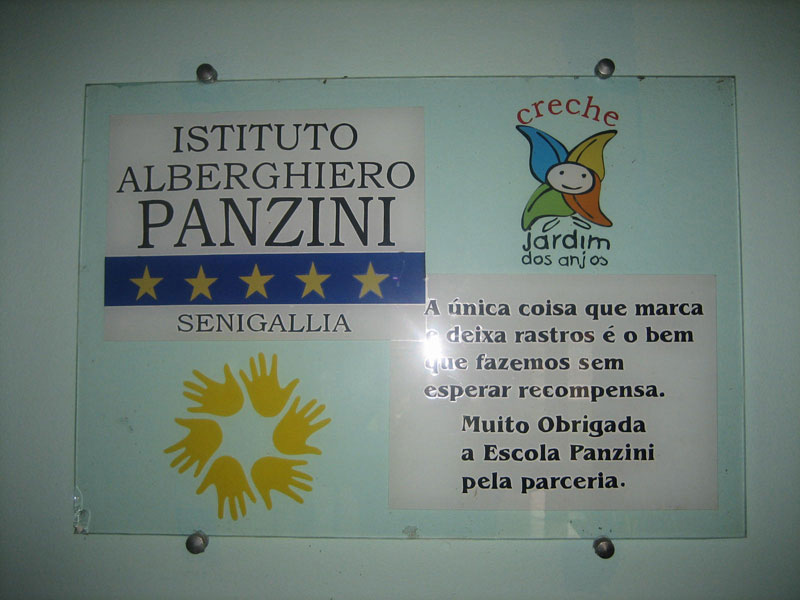 ISTITUTO
ALBERGHIERO
PANZINI
SENIGALLIA
creche
jardim
dos anjos
A única coisa que marca
e deixa rastros é o bem
que fazemos sem
esperar recompensa.
Muito Obrigada
a Escola Panzini
pela parceria.